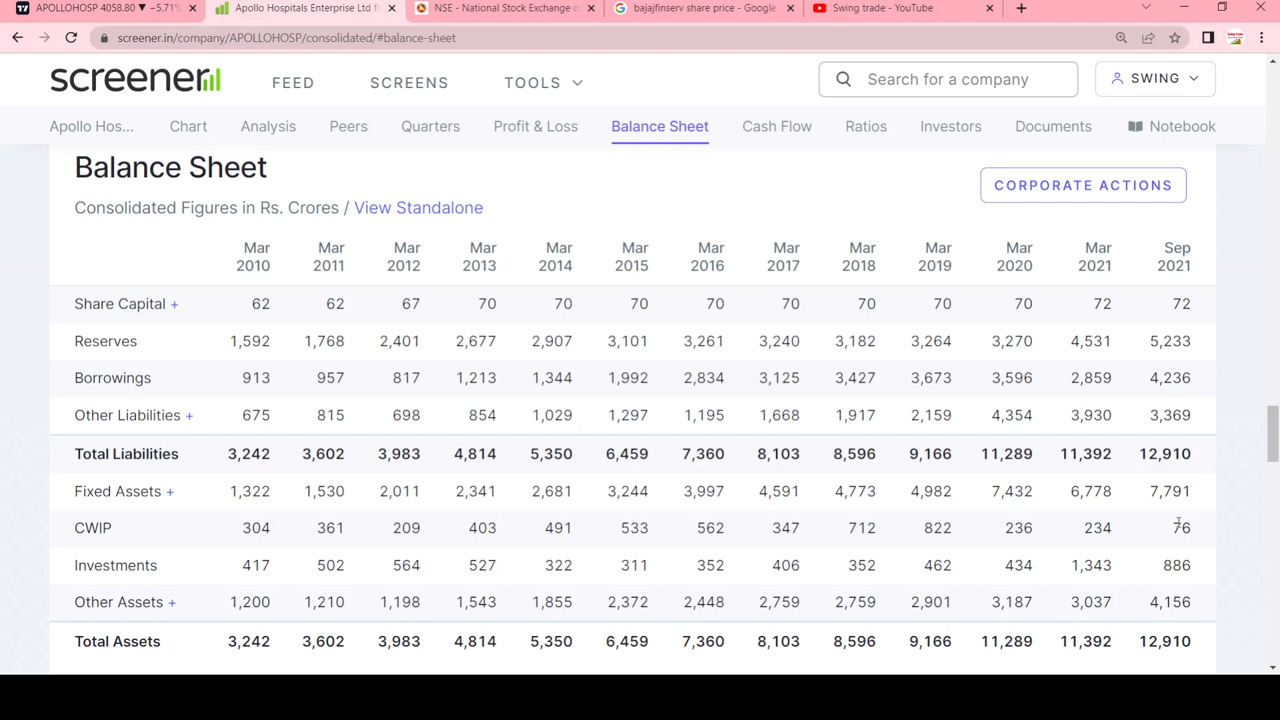 APOLLOHOSP 4058.80 ▼ −5.71%
Apollo Hospitals Enterprise Ltd f
NSE - National Stock Exchange o
bajajfinserv share price - Google
Swing trade - YouTube
screener.in/company/APOLLOHOSP/consolidated/#balance-sheet
screener FEED SCREENS TOOLS Search for a company SWING
Apollo Hos... Chart Analysis Peers Quarters Profit & Loss Balance Sheet Cash Flow Ratios Investors Documents Notebook
Balance Sheet
CORPORATE ACTIONS
Consolidated Figures in Rs. Crores / View Standalone
Mar 2010 Mar 2011 Mar 2012 Mar 2013 Mar 2014 Mar 2015 Mar 2016 Mar 2017 Mar 2018 Mar 2019 Mar 2020 Mar 2021 Sep 2021
Share Capital + 62 62 67 70 70 70 70 70 70 70 70 72 72
Reserves 1,592 1,768 2,401 2,677 2,907 3,101 3,261 3,240 3,182 3,264 3,270 4,531 5,233
Borrowings 913 957 817 1,213 1,344 1,992 2,834 3,125 3,427 3,673 3,596 2,859 4,236
Other Liabilities + 675 815 698 854 1,029 1,297 1,195 1,668 1,917 2,159 4,354 3,930 3,369
Total Liabilities 3,242 3,602 3,983 4,814 5,350 6,459 7,360 8,103 8,596 9,166 11,289 11,392 12,910
Fixed Assets + 1,322 1,530 2,011 2,341 2,681 3,244 3,997 4,591 4,773 4,982 7,432 6,778 7,791
CWIP 304 361 209 403 491 533 562 347 712 822 236 234 76
Investments 417 502 564 527 322 311 352 406 352 462 434 1,343 886
Other Assets + 1,200 1,210 1,198 1,543 1,855 2,372 2,448 2,759 2,759 2,901 3,187 3,037 4,156
Total Assets 3,242 3,602 3,983 4,814 5,350 6,459 7,360 8,103 8,596 9,166 11,289 11,392 12,910